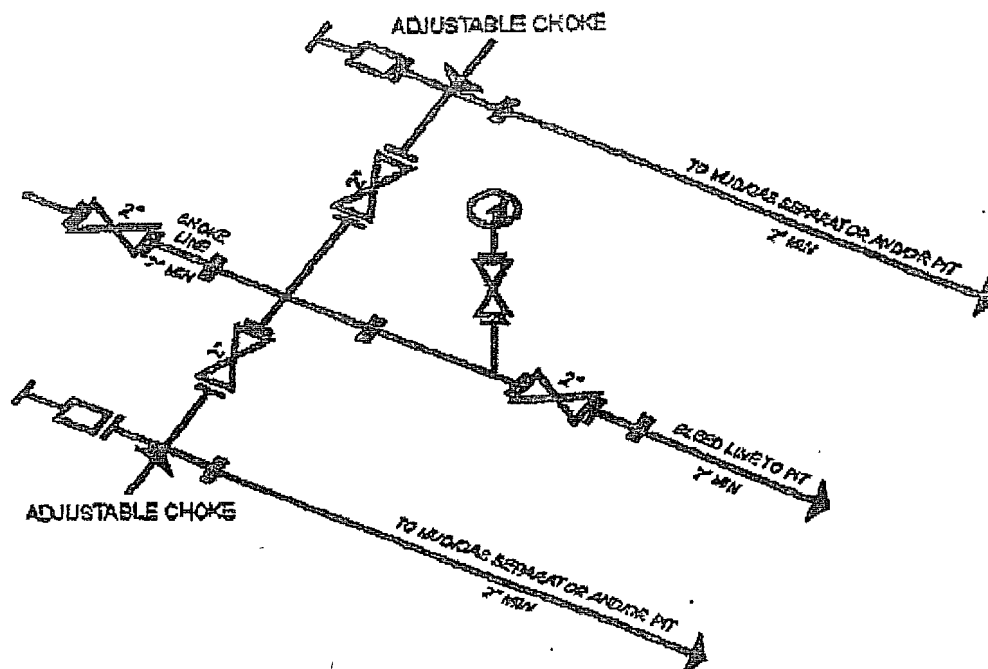 ADJUSTABLE CHOKE
TO MUD/GAS SEPARATOR AND/OR PIT
2" MIN
2"
2"
CHOKE
LINE
2" MIN
2"
2"
BLEED LINE TO PIT
2" MIN
ADJUSTABLE CHOKE
TO MUD/GAS SEPARATOR AND/OR PIT
2" MIN